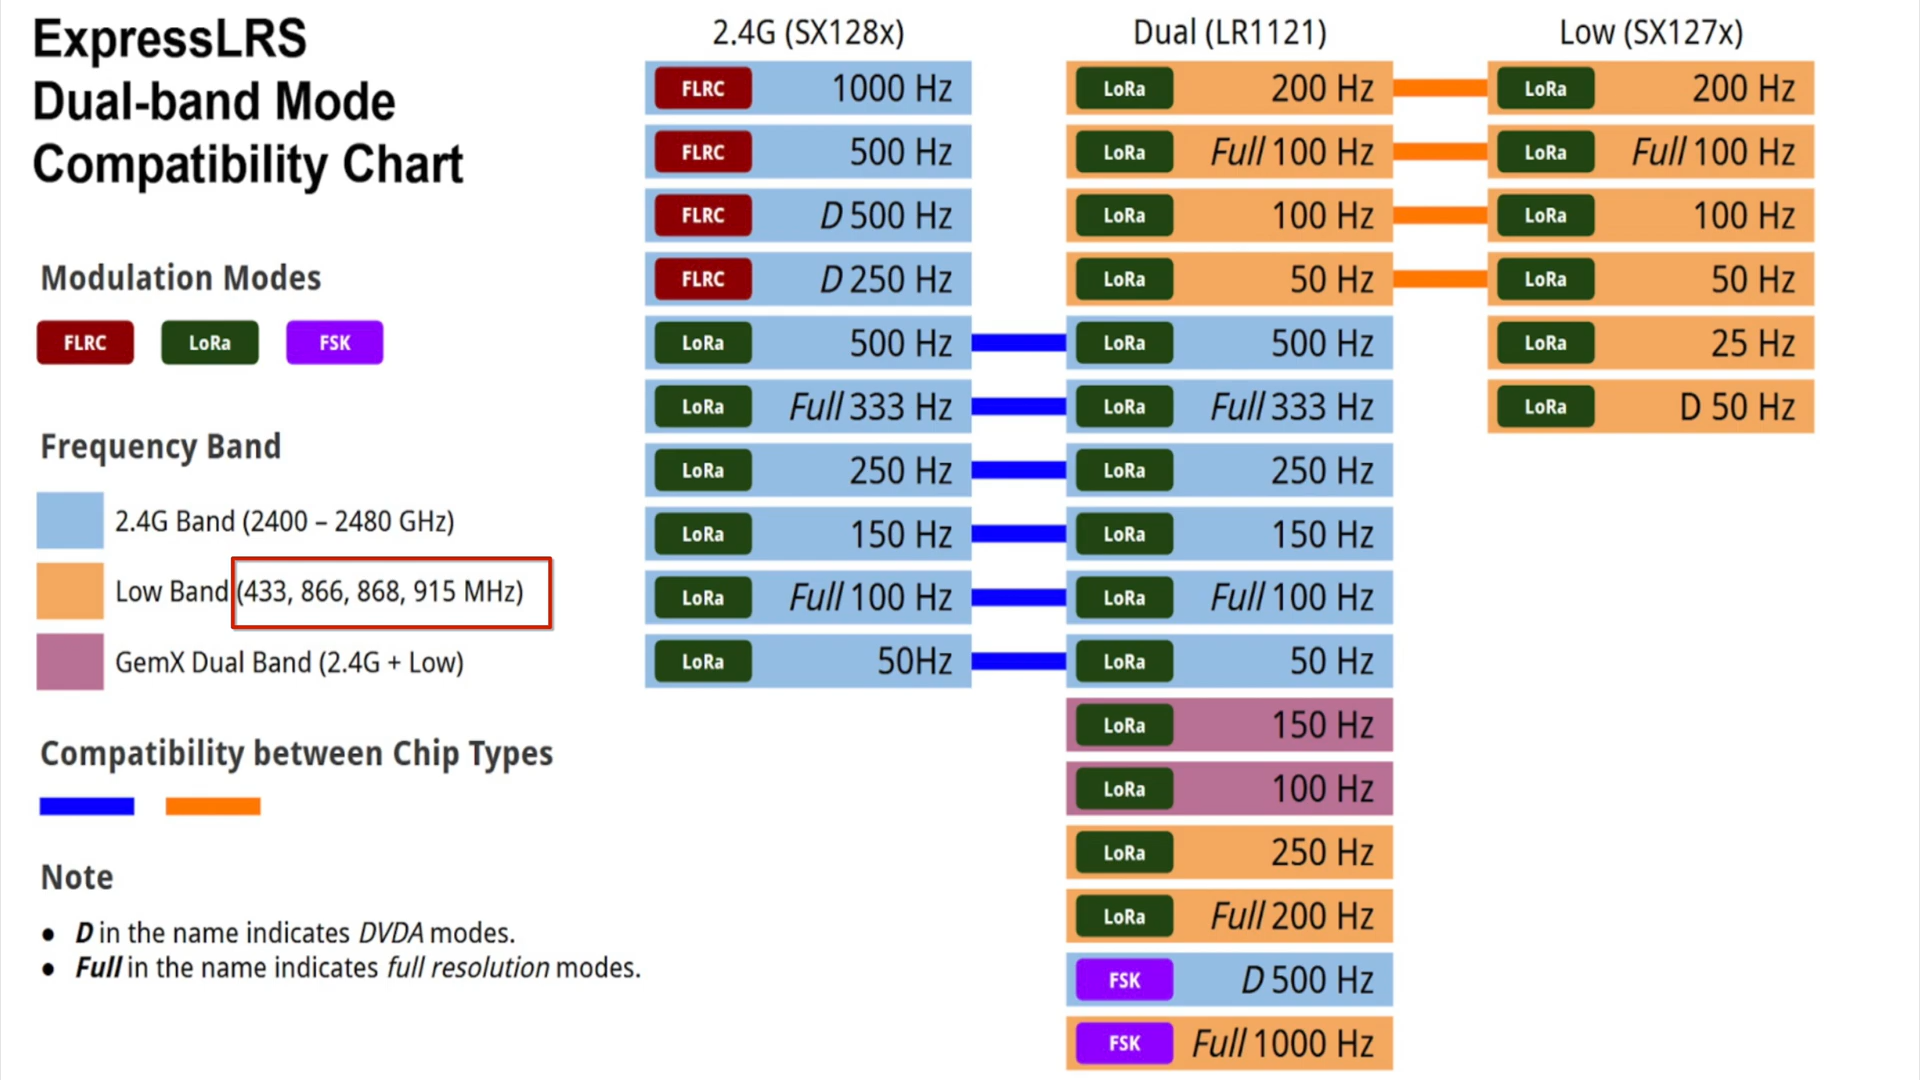 ExpressLRS
Dual-band Mode
Compatibility Chart
Modulation Modes
FLRC LoRa FSK
Frequency Band
2.4G Band (2400 – 2480 GHz)
Low Band (433, 866, 868, 915 MHz)
GemX Dual Band (2.4G + Low)
Compatibility between Chip Types
Note
● D in the name indicates DVDA modes.
● Full in the name indicates full resolution modes.
2.4G (SX128x)
FLRC 1000 Hz
FLRC 500 Hz
FLRC D 500 Hz
FLRC D 250 Hz
LoRa 500 Hz
LoRa Full 333 Hz
LoRa 250 Hz
LoRa 150 Hz
LoRa Full 100 Hz
LoRa 50Hz
Dual (LR1121)
LoRa 200 Hz
LoRa Full 100 Hz
LoRa 100 Hz
LoRa 50 Hz
LoRa 500 Hz
LoRa Full 333 Hz
LoRa 250 Hz
LoRa 150 Hz
LoRa Full 100 Hz
LoRa 50 Hz
LoRa 150 Hz
LoRa 100 Hz
LoRa 250 Hz
LoRa Full 200 Hz
FSK D 500 Hz
FSK Full 1000 Hz
Low (SX127x)
LoRa 200 Hz
LoRa Full 100 Hz
LoRa 100 Hz
LoRa 50 Hz
LoRa 25 Hz
LoRa D 50 Hz